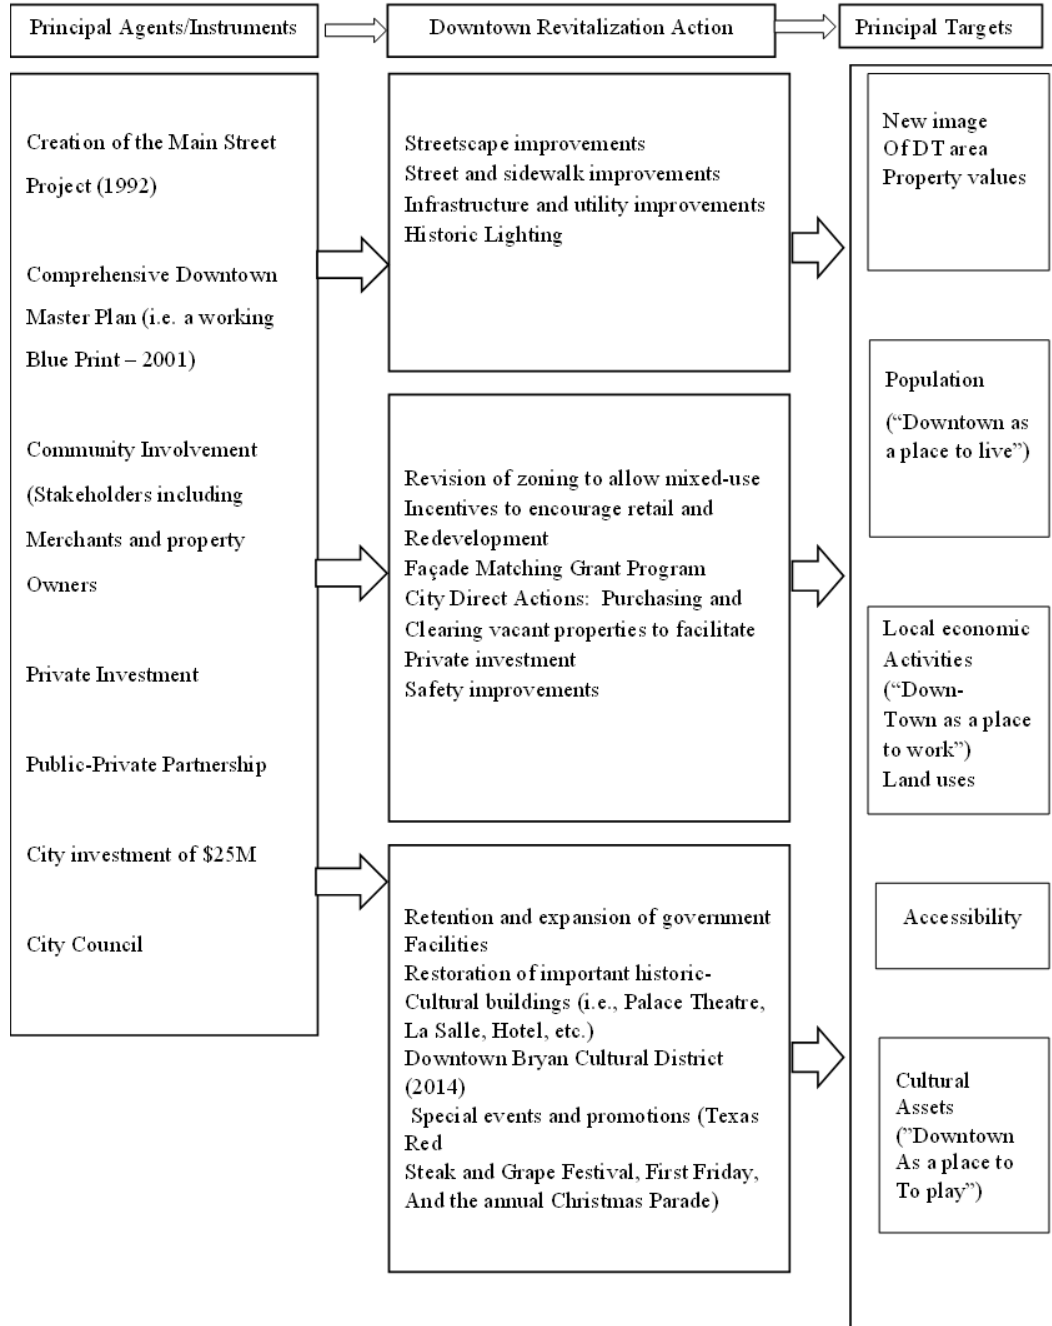 Principal Agents/Instruments
Downtown Revitalization Action
Principal Targets
Creation of the Main Street
Project (1992)
Comprehensive Downtown
Master Plan (i.e. a working
Blue Print – 2001)
Community Involvement
(Stakeholders including
Merchants and property
Owners
Private Investment
Public-Private Partnership
City investment of $25M
City Council
Streetscape improvements
Street and sidewalk improvements
Infrastructure and utility improvements
Historic Lighting
Revision of zoning to allow mixed-use
Incentives to encourage retail and
Redevelopment
Façade Matching Grant Program
City Direct Actions:  Purchasing and
Clearing vacant properties to facilitate
Private investment
Safety improvements
Retention and expansion of government
Facilities
Restoration of important historic-
Cultural buildings (i.e., Palace Theatre,
La Salle, Hotel, etc.)
Downtown Bryan Cultural District
(2014)
Special events and promotions (Texas
Red
Steak and Grape Festival, First Friday,
And the annual Christmas Parade)
New image
Of DT area
Property values
Population
(“Downtown as
a place to live”)
Local economic
Activities
(“Down-
Town as a place
to work”)
Land uses
Accessibility
Cultural
Assets
(”Downtown
As a place to
To play”)